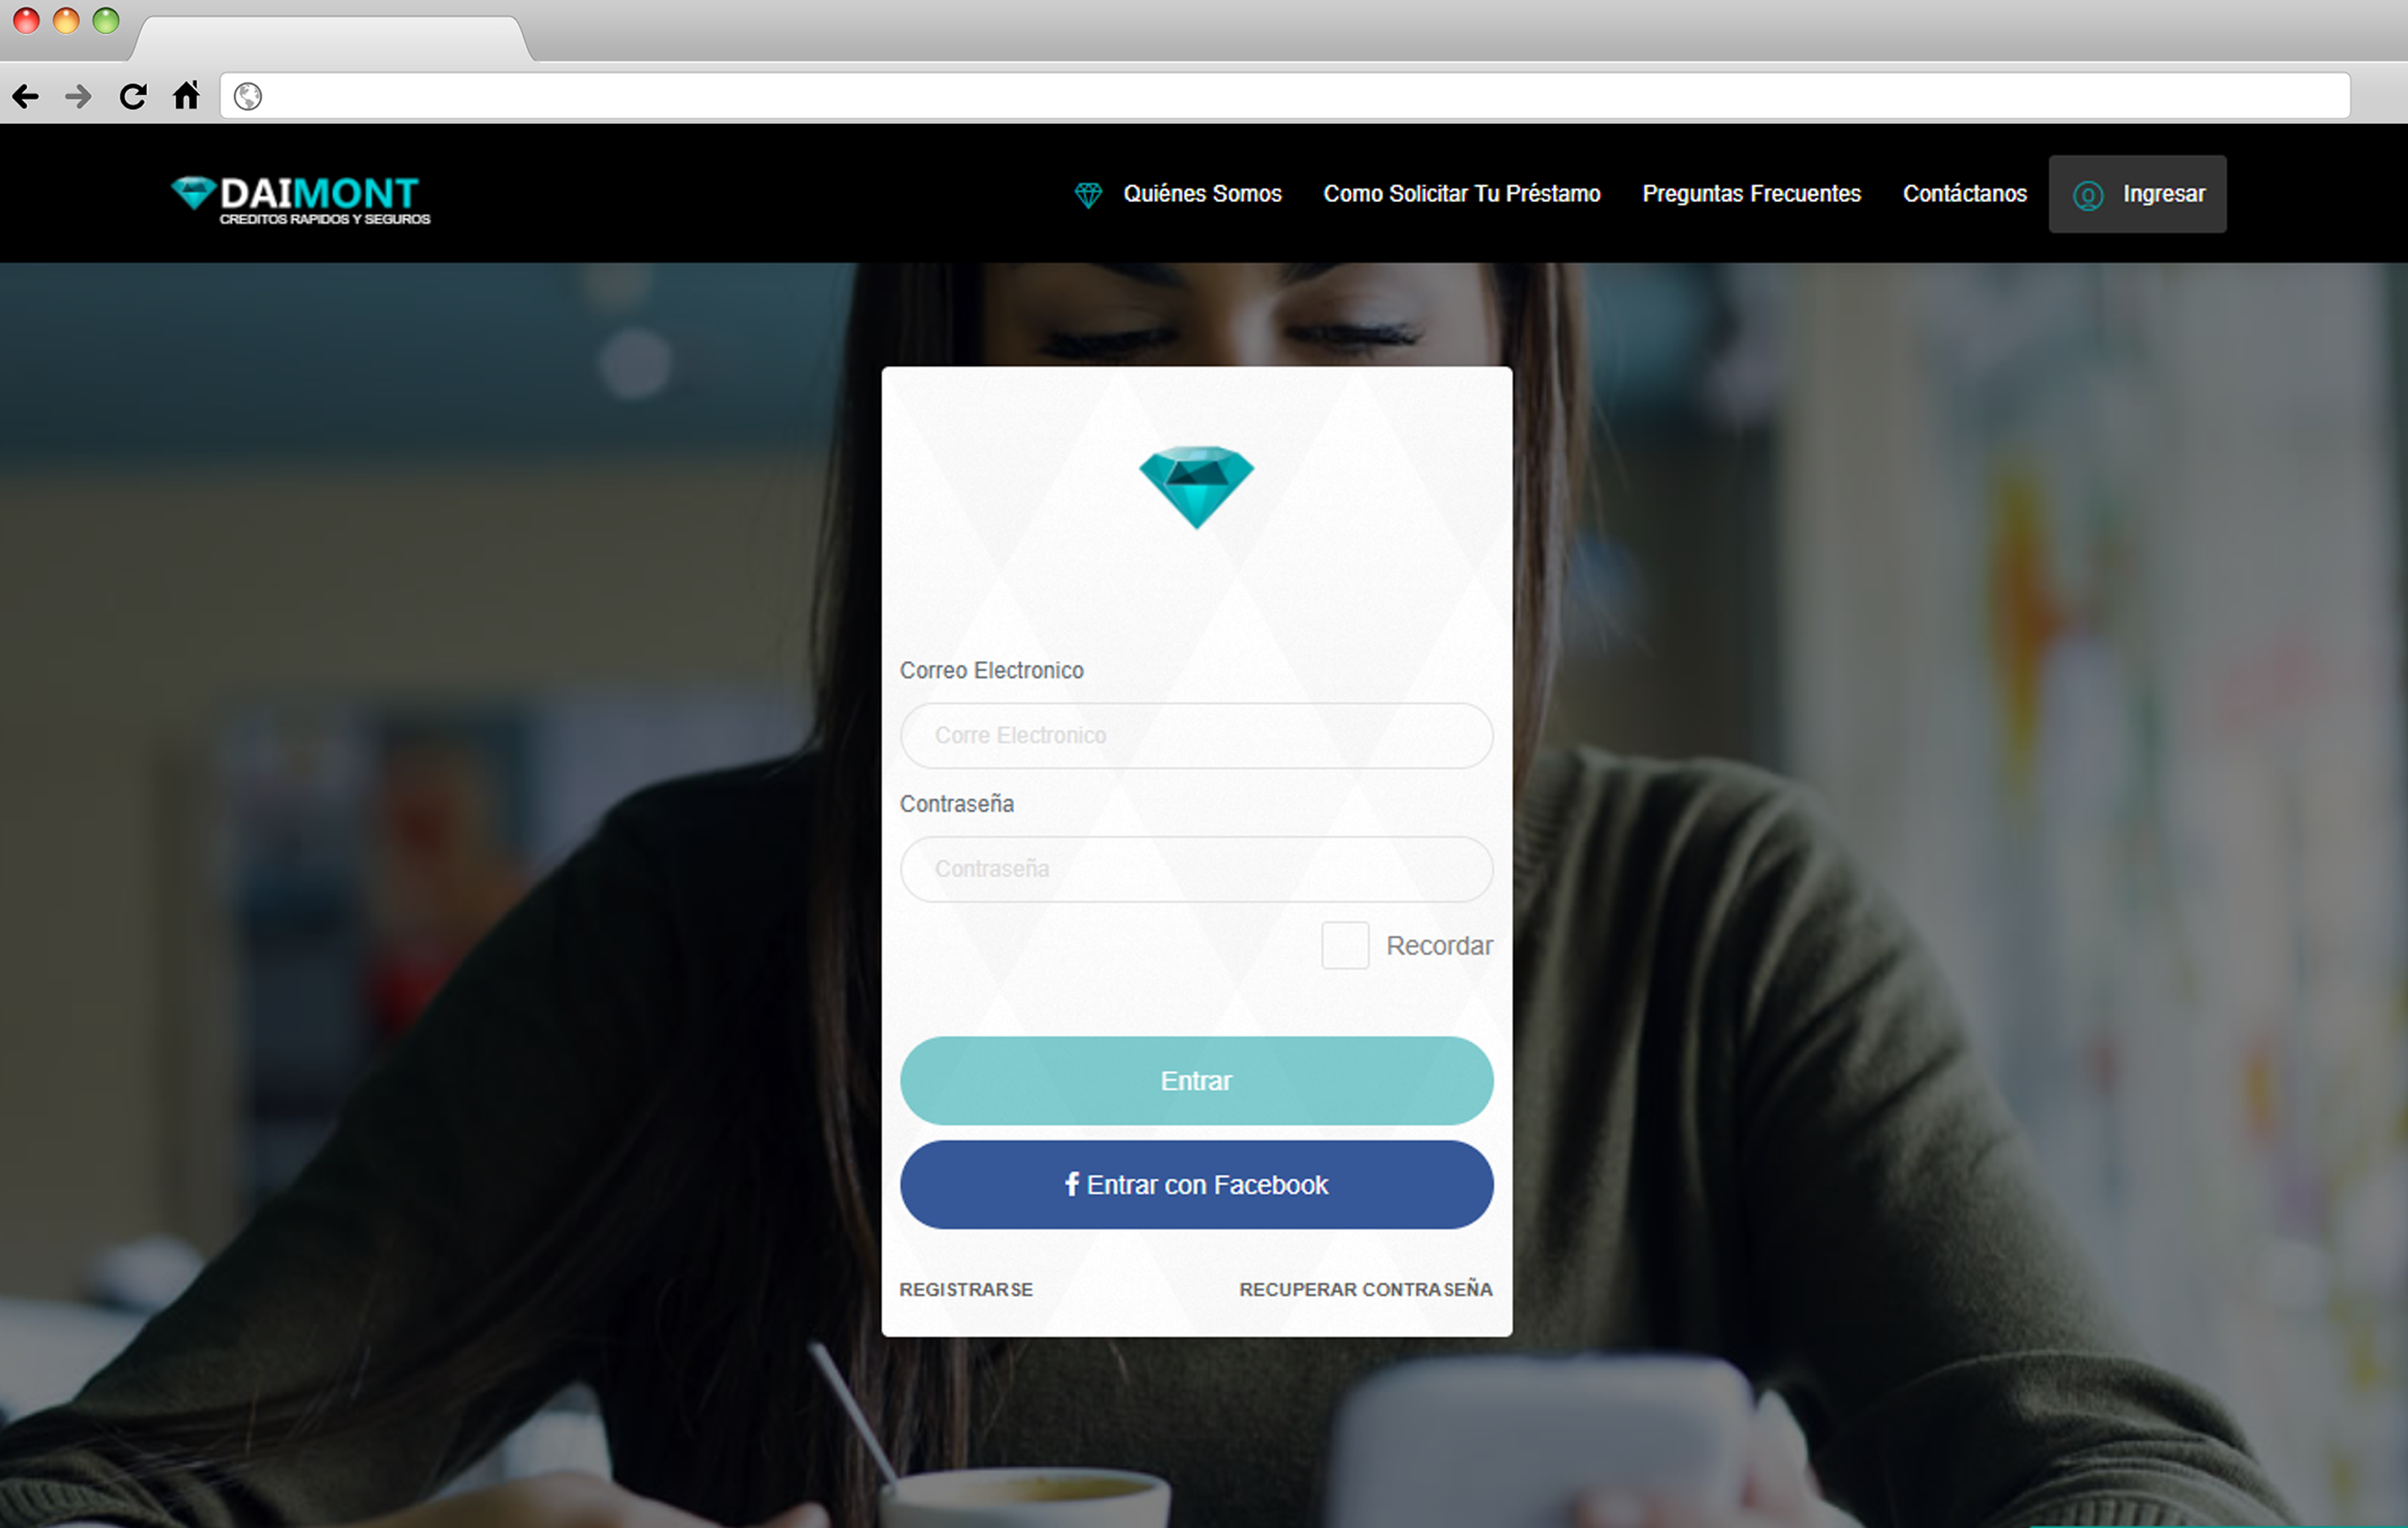 DAIMONT
CREDITOS RAPIDOS Y SEGUROS
Quiénes Somos
Como Solicitar Tu Préstamo
Preguntas Frecuentes
Contáctanos
Ingresar
Correo Electronico
Corre Electronico
Contraseña
Contraseña
Recordar
Entrar
f Entrar con Facebook
REGISTRARSE
RECUPERAR CONTRASEÑA